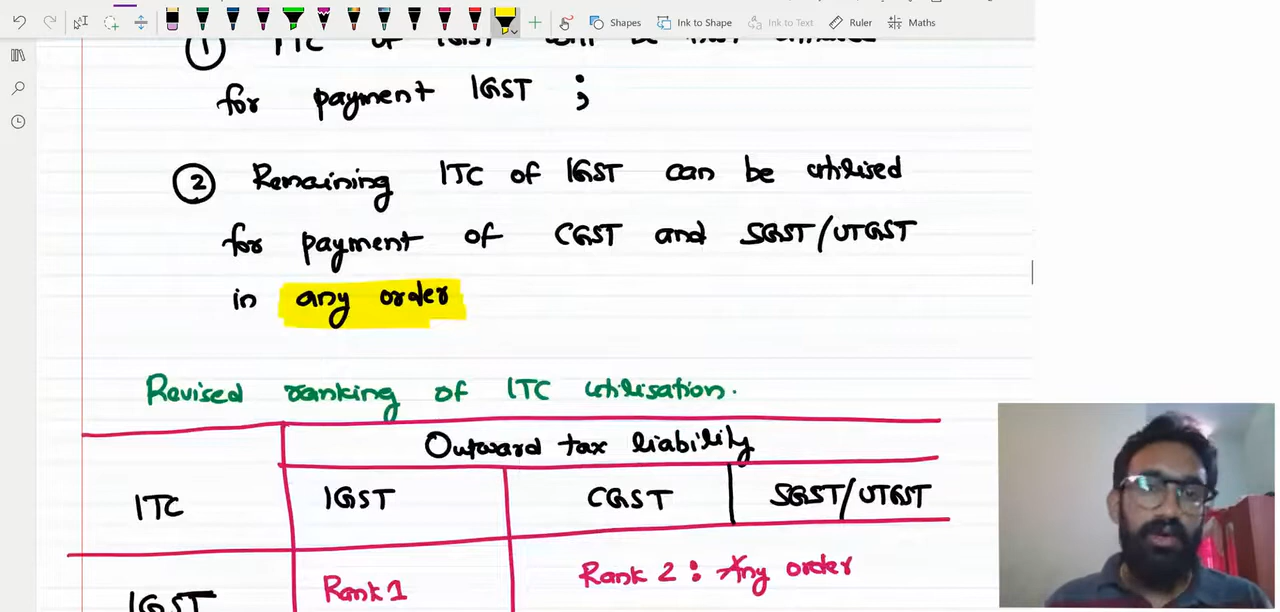 Shapes
Ink to Shape
Ink to Text
Ruler
Maths
1
for payment IGST ;
2 Remaining ITC of IGST can be utilised
for payment of CGST and SGST/UTGST
in any order
Revised ranking of ITC utilisation.
Outward tax liability
ITC IGST CGST SGST/UTGST
IGST Rank 1 Rank 2 : Any order